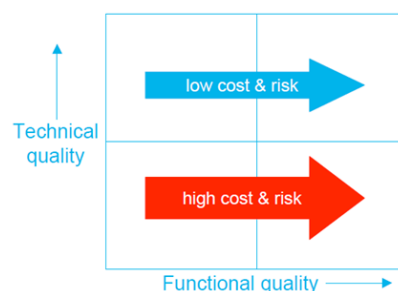 low cost & risk
Technical
quality
high cost & risk
Functional quality